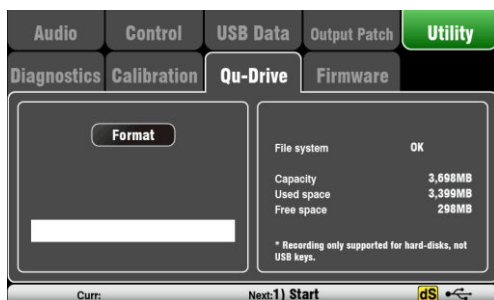 Audio Control USB Data Output Patch Utility
Diagnostics Calibration Qu-Drive Firmware
Format
File system OK
Capacity 3,698MB
Used space 3,399MB
Free space 298MB
* Recording only supported for hard-disks, not
USB keys.
Curr: Next:1) Start dS